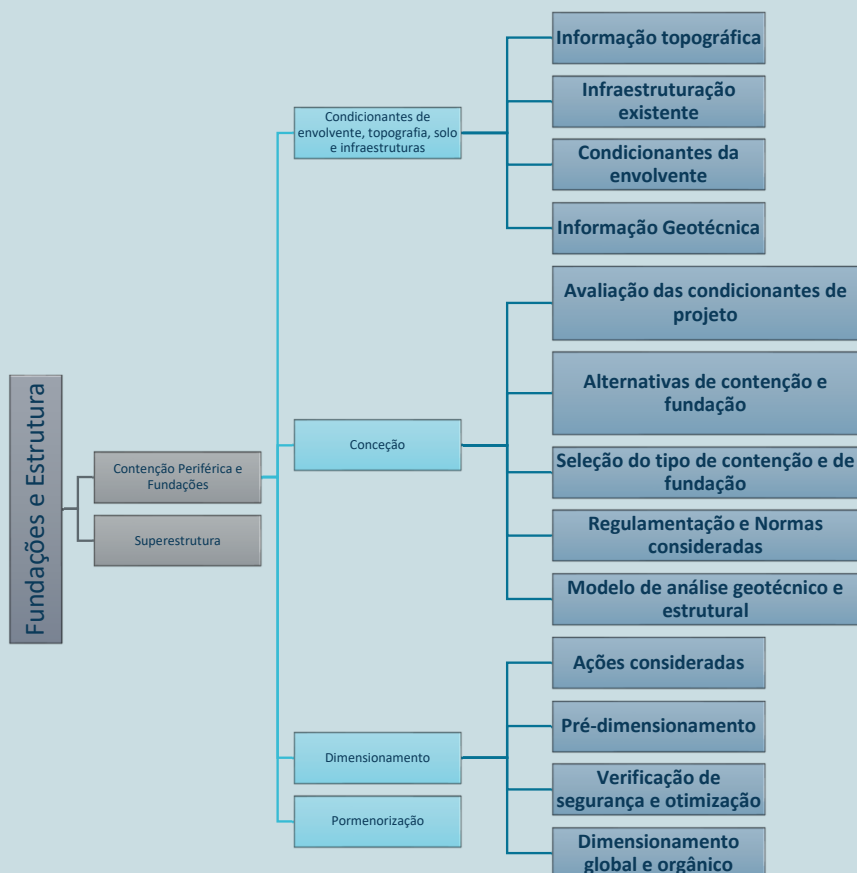 Fundações e Estrutura
Contenção Periférica e
Fundações
Superestrutura
Condicionantes de
envolvente, topografia, solo
e infraestruturas
Informação topográfica
Infraestruturação
existente
Condicionantes da
envolvente
Informação Geotécnica
Conceção
Avaliação das condicionantes de
projeto
Alternativas de contenção e
fundação
Seleção do tipo de contenção e de
fundação
Regulamentação e Normas
consideradas
Modelo de análise geotécnico e
estrutural
Dimensionamento
Ações consideradas
Pré-dimensionamento
Verificação de
segurança e otimização
Dimensionamento
global e orgânico
Pormenorização